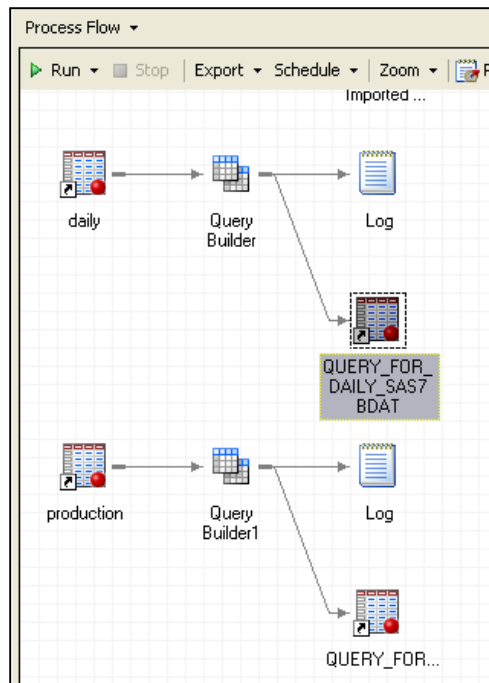 Process Flow
Run Stop Export Schedule Zoom
Imported ...
daily
Query
Builder
Log
QUERY_FOR_
DAILY_SAS7
BDAT
production
Query
Builder1
Log
QUERY_FOR...